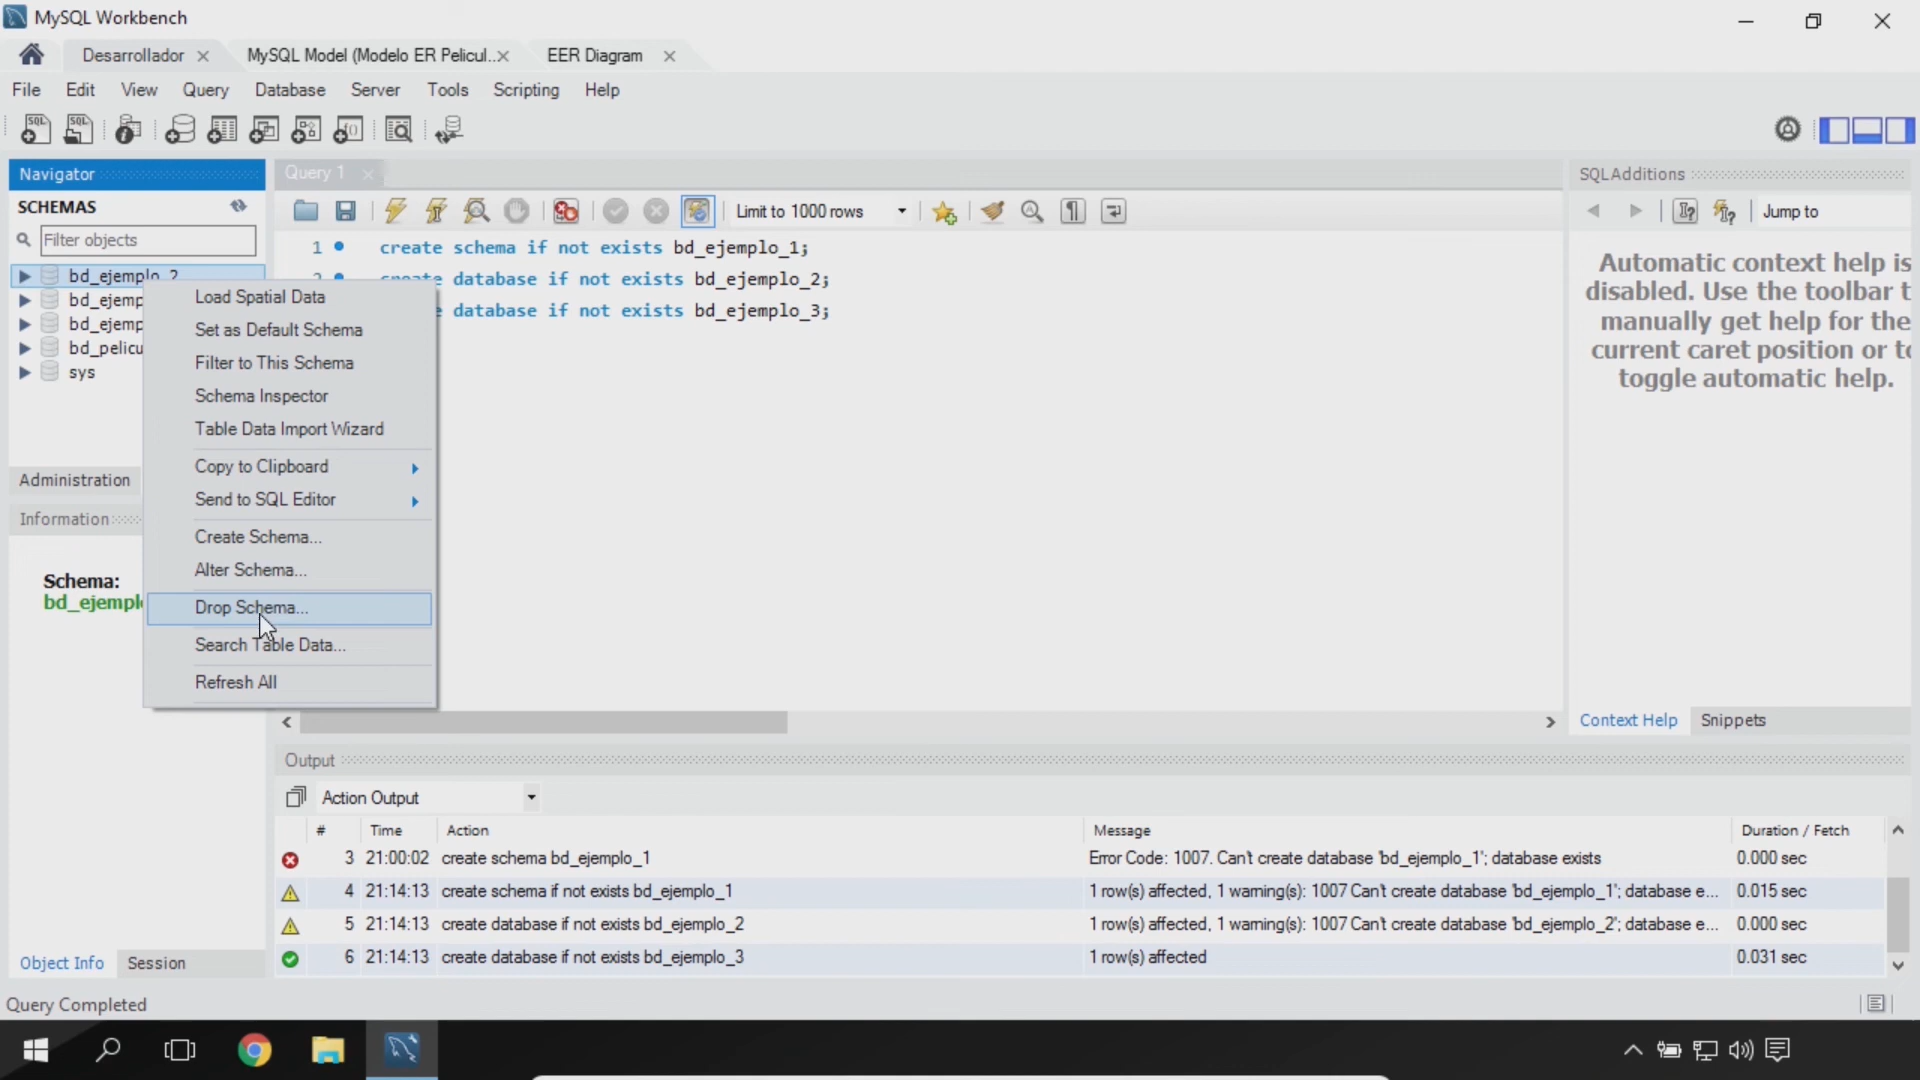 MySQL Workbench
Desarrollador
MySQL Model (Modelo ER Pelicul..
EER Diagram
File Edit View Query Database Server Tools Scripting Help
Navigator
Query 1
SQLAdditions
SCHEMAS
Limit to 1000 rows
Jump to
Filter objects
bd_ejemplo_2
bd_ejemp
bd_ejemp
bd_pelicu
sys
1 create schema if not exists bd_ejemplo_1;
2 create database if not exists bd_ejemplo_2;
e database if not exists bd_ejemplo_3;
Automatic context help is
disabled. Use the toolbar t
manually get help for the
current caret position or to
toggle automatic help.
Load Spatial Data
Set as Default Schema
Filter to This Schema
Schema Inspector
Table Data Import Wizard
Copy to Clipboard
Send to SQL Editor
Create Schema...
Alter Schema...
Drop Schema...
Search Table Data...
Refresh All
Administration
Information
Schema:
bd_ejempl
Context Help Snippets
Output
Action Output
# Time Action Message Duration / Fetch
3 21:00:02 create schema bd_ejemplo_1 Error Code: 1007. Can't create database 'bd_ejemplo_1'; database exists 0.000 sec
4 21:14:13 create schema if not exists bd_ejemplo_1 1 row(s) affected, 1 warning(s): 1007 Can't create database 'bd_ejemplo_1'; database e... 0.015 sec
5 21:14:13 create database if not exists bd_ejemplo_2 1 row(s) affected, 1 warning(s): 1007 Can't create database 'bd_ejemplo_2'; database e... 0.000 sec
6 21:14:13 create database if not exists bd_ejemplo_3 1 row(s) affected 0.031 sec
Object Info Session
Query Completed